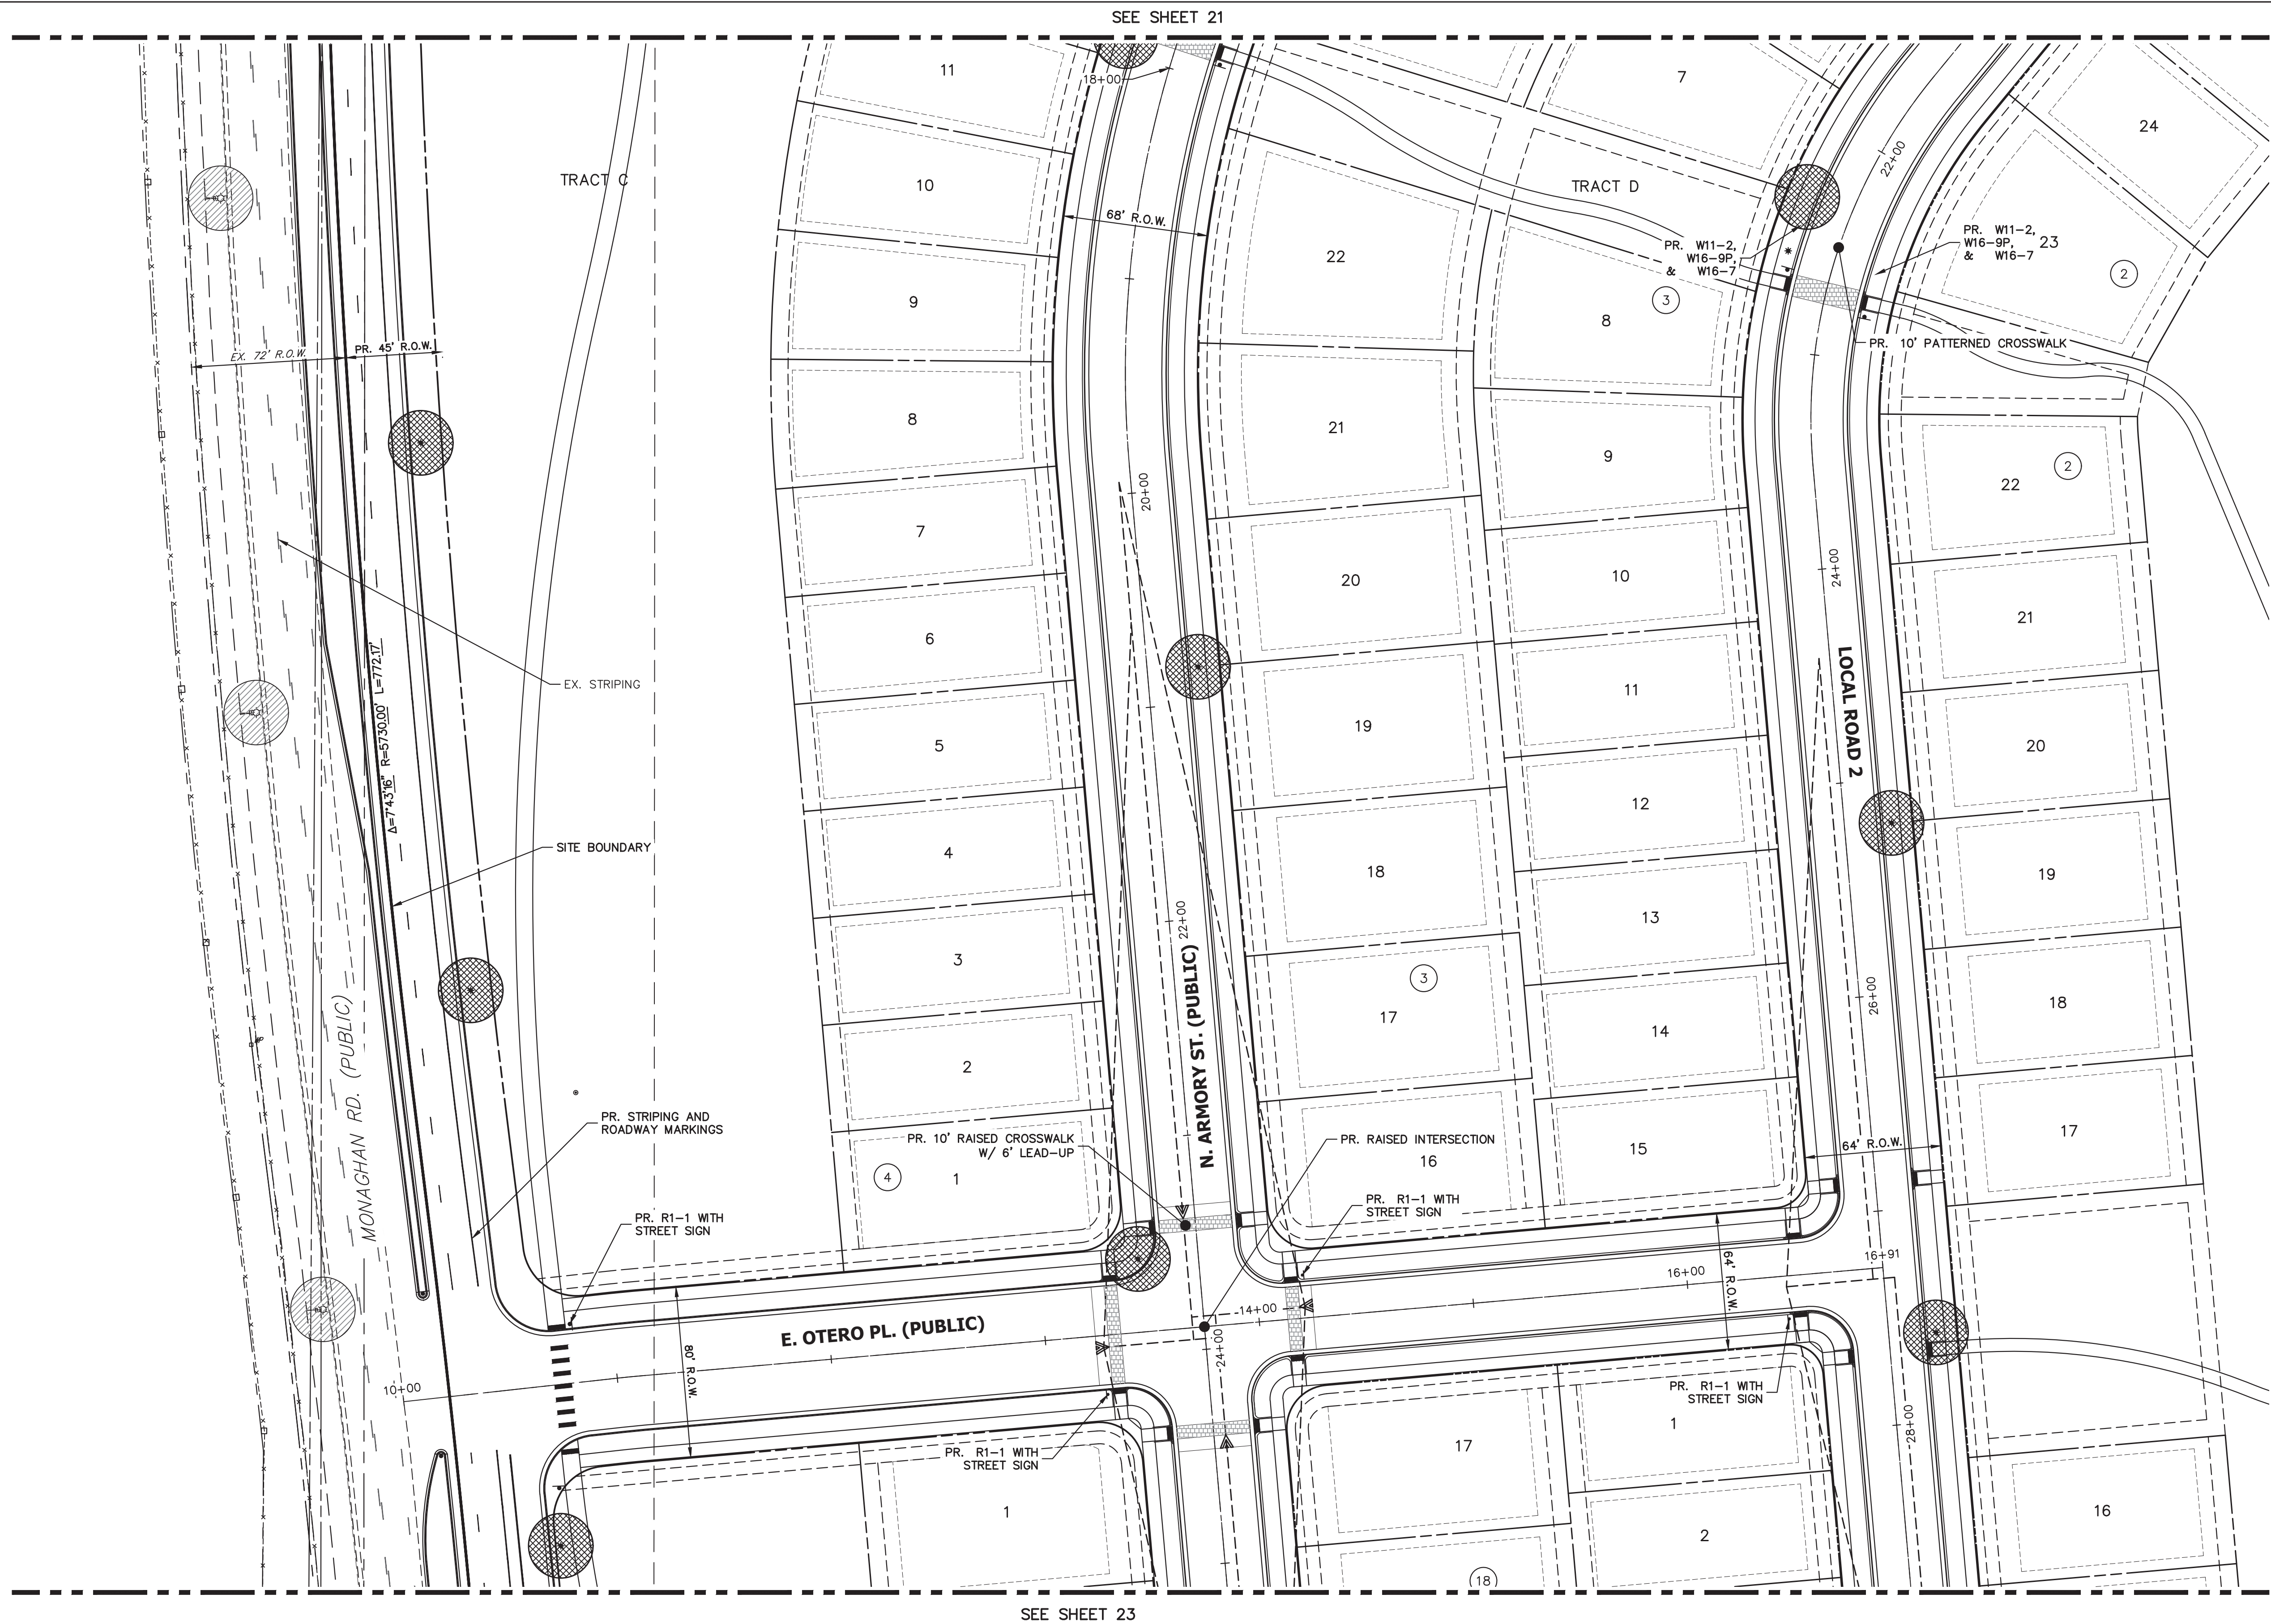 SEE SHEET 21
11
18+00
7
24
10
TRACT C
TRACT D
68' R.O.W.
22+00
PR. W11-2,
W16-9P,
& W16-7
PR. W11-2,
W16-9P,
& W16-7
23
2
22
3
9
8
EX. 72' R.O.W.
PR. 45' R.O.W.
PR. 10' PATTERNED CROSSWALK
8
21
9
2
22
20+00
7
24+00
20
10
21
6
EX. STRIPING
Δ=7°43'16" R=5730.00' L=772.17'
11
LOCAL ROAD 2
19
5
20
12
SITE BOUNDARY
4
18
19
22+00
13
3
3
17
26+00
18
14
MONAGHAN RD. (PUBLIC)
N. ARMORY ST. (PUBLIC)
2
PR. STRIPING AND
ROADWAY MARKINGS
PR. 10' RAISED CROSSWALK
W/ 6' LEAD-UP
PR. RAISED INTERSECTION
16
15
64' R.O.W.
17
4
1
PR. R1-1 WITH
STREET SIGN
PR. R1-1 WITH
STREET SIGN
16+91
16+00
64' R.O.W.
14+00
E. OTERO PL. (PUBLIC)
24+00
80' R.O.W.
10+00
PR. R1-1 WITH
STREET SIGN
1
28+00
PR. R1-1 WITH
STREET SIGN
17
1
2
16
18
SEE SHEET 23